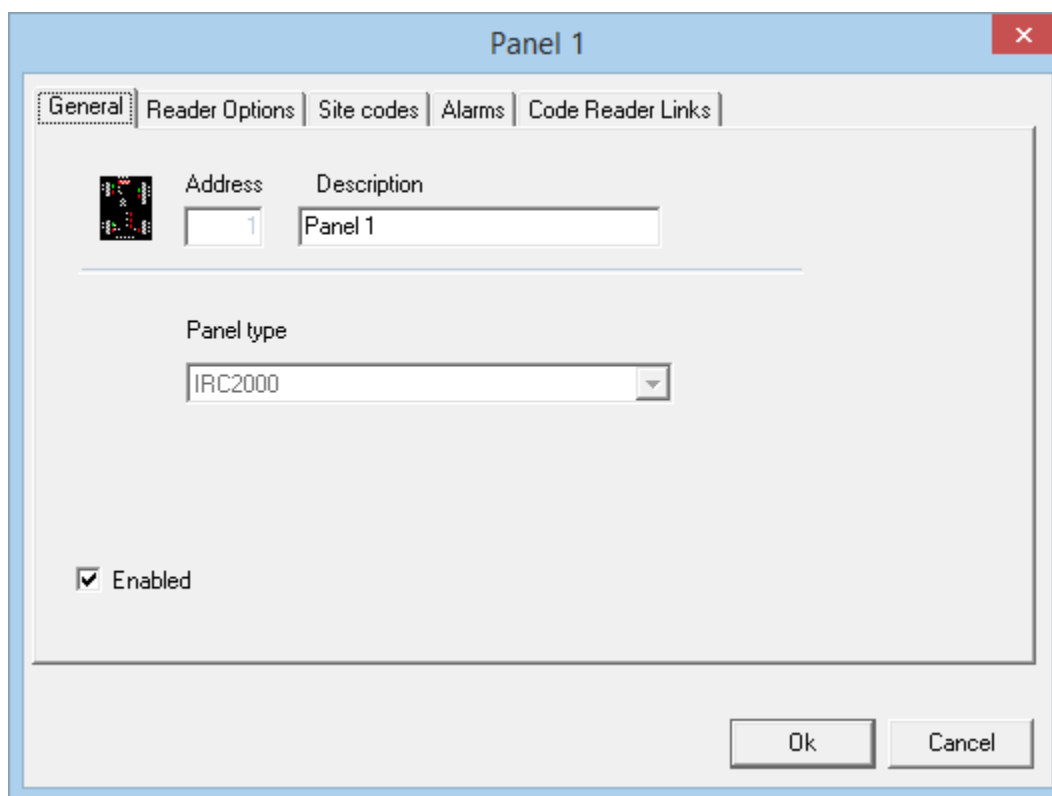 Panel 1
General Reader Options Site codes Alarms Code Reader Links
Address Description
1 Panel 1
Panel type
IRC2000
Enabled
Ok Cancel